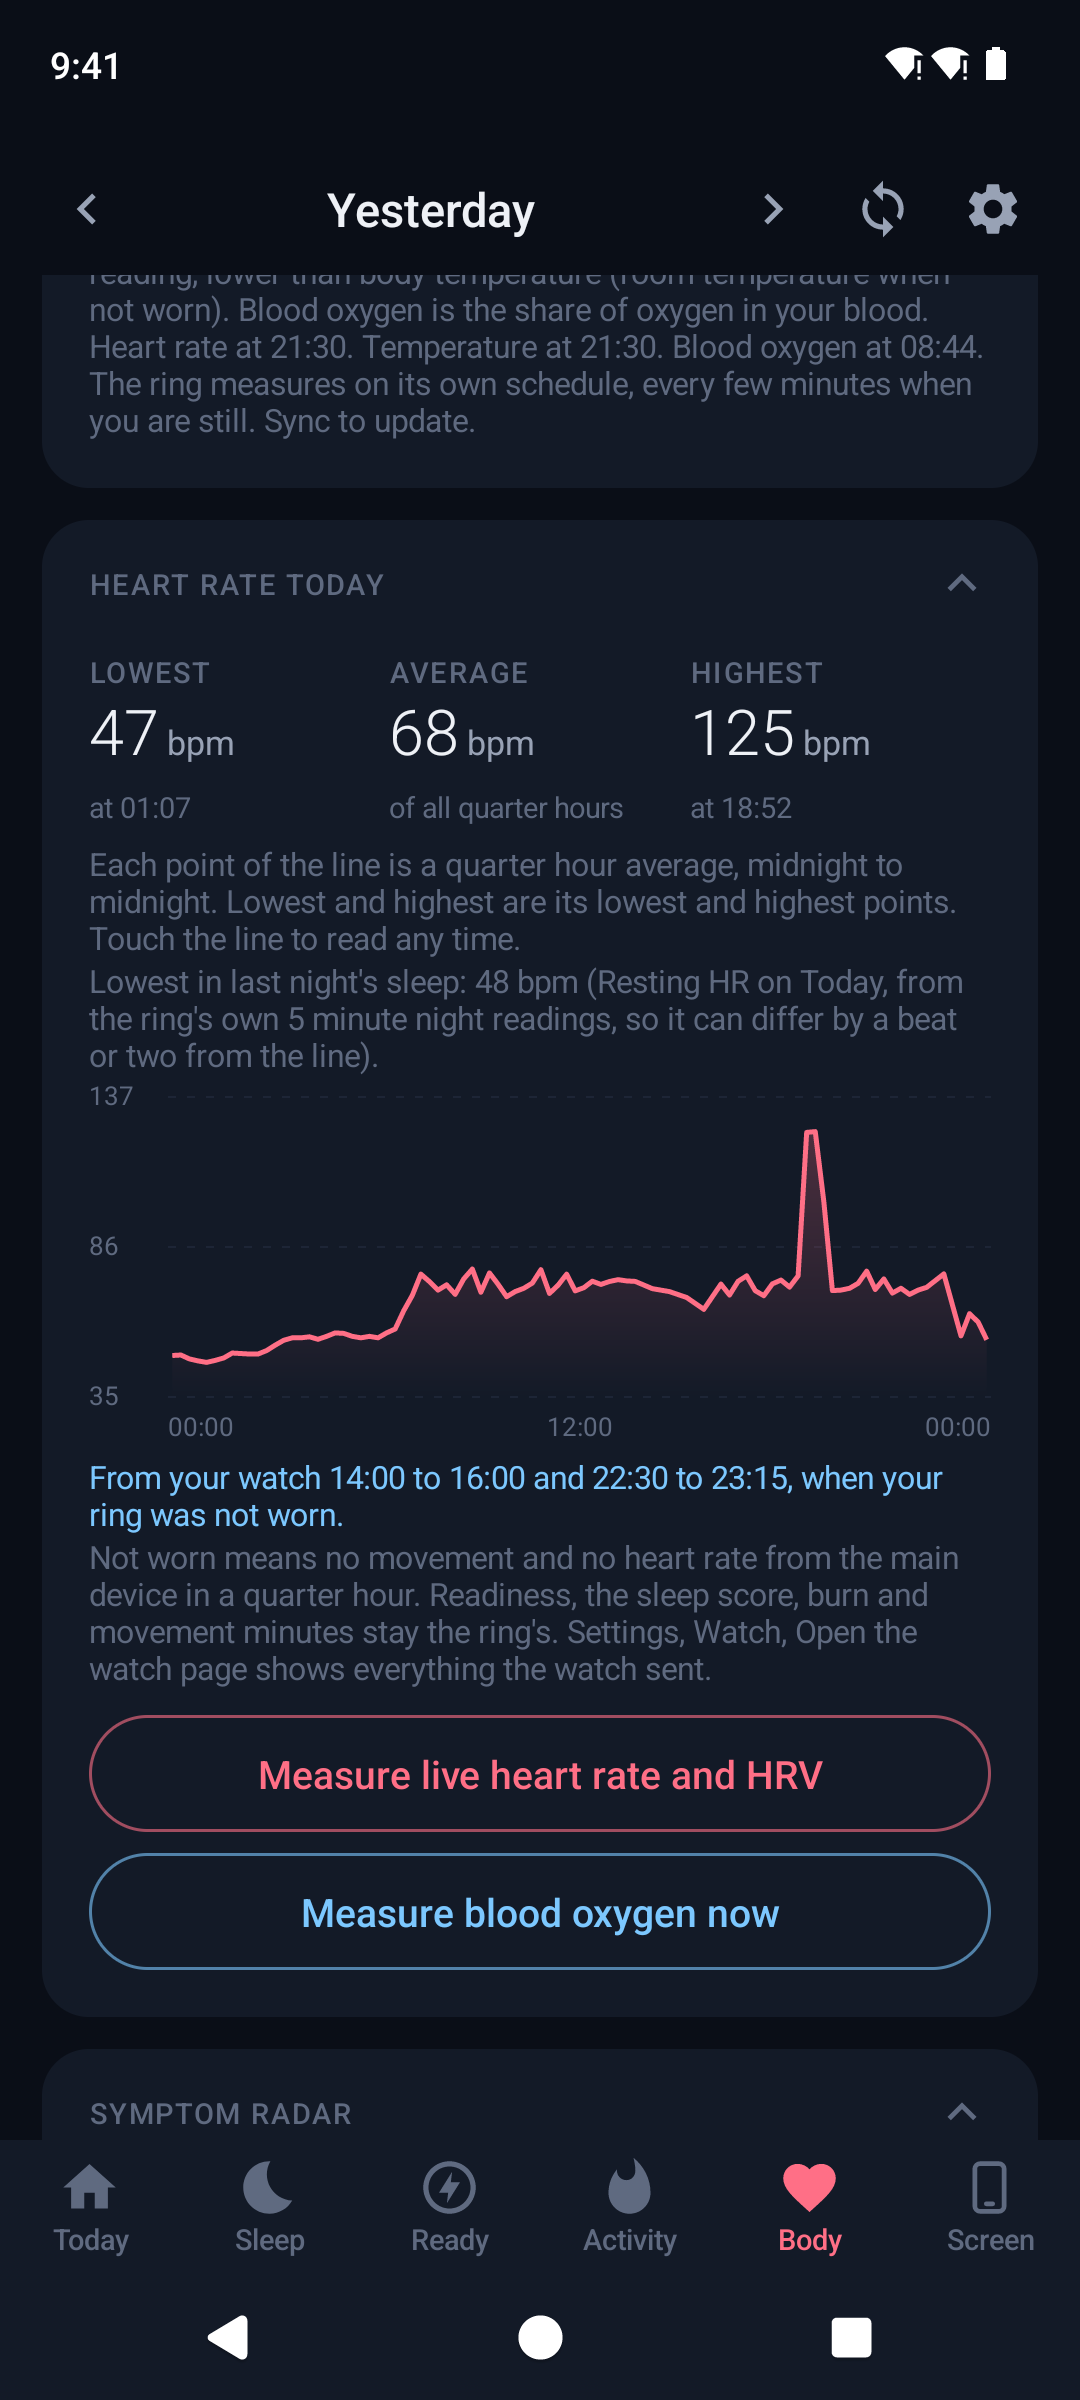 9:41
Yesterday
reading, lower than body temperature (room temperature when
not worn). Blood oxygen is the share of oxygen in your blood.
Heart rate at 21:30. Temperature at 21:30. Blood oxygen at 08:44.
The ring measures on its own schedule, every few minutes when
you are still. Sync to update.
HEART RATE TODAY
LOWEST AVERAGE HIGHEST
47 bpm 68 bpm 125 bpm
at 01:07 of all quarter hours at 18:52
Each point of the line is a quarter hour average, midnight to
midnight. Lowest and highest are its lowest and highest points.
Touch the line to read any time.
Lowest in last night's sleep: 48 bpm (Resting HR on Today, from
the ring's own 5 minute night readings, so it can differ by a beat
or two from the line).
137
86
35
00:00 12:00 00:00
From your watch 14:00 to 16:00 and 22:30 to 23:15, when your
ring was not worn.
Not worn means no movement and no heart rate from the main
device in a quarter hour. Readiness, the sleep score, burn and
movement minutes stay the ring's. Settings, Watch, Open the
watch page shows everything the watch sent.
Measure live heart rate and HRV
Measure blood oxygen now
SYMPTOM RADAR
Today Sleep Ready Activity Body Screen